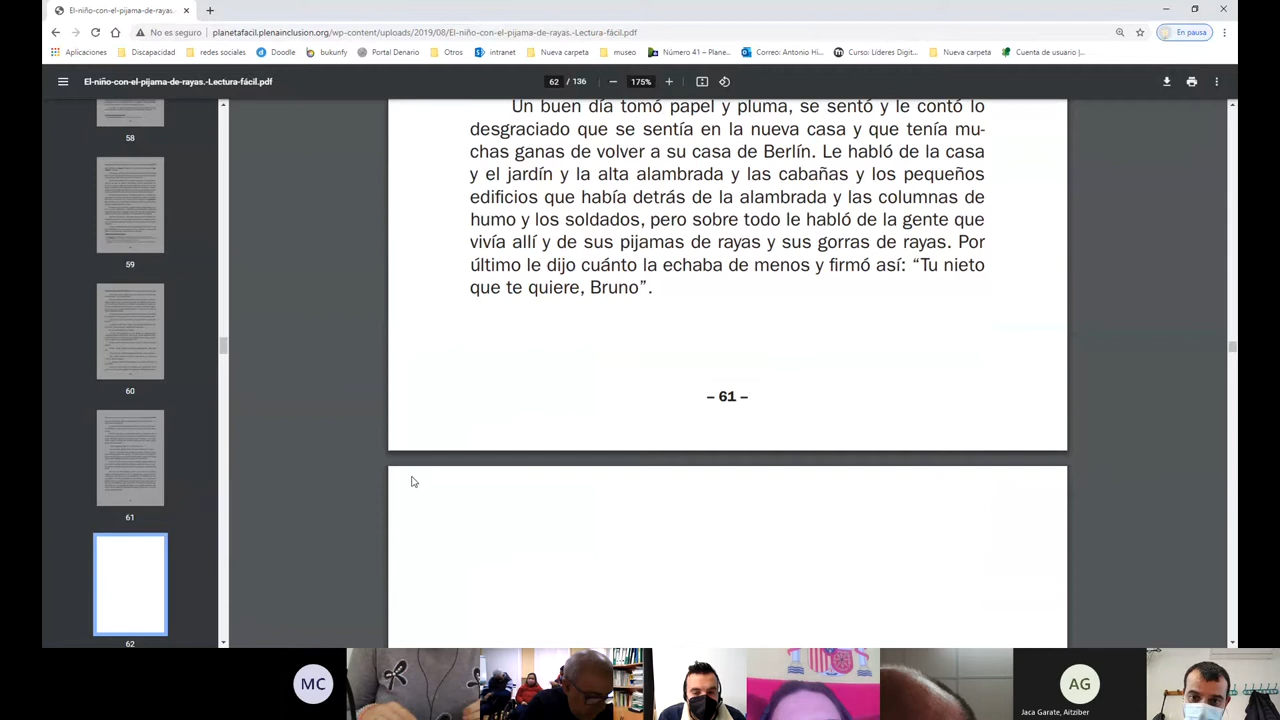 El-niño-con-el-pijama-de-rayas.-
No es seguro
planetafacil.plenainclusion.org/wp-content/uploads/2019/08/El-niño-con-el-pijama-de-rayas.-Lectura-fácil.pdf
En pausa
Aplicaciones
Discapacidad
redes sociales
Doodle
bukunfy
Portal Denario
Otros
intranet
Nueva carpeta
museo
Número 41 – Plane...
Correo: Antonio Hi...
Curso: Líderes Digit...
Nueva carpeta
Cuenta de usuario |...
El-niño-con-el-pijama-de-rayas.-Lectura-fácil.pdf
62 / 136
175%
58
59
60
61
62
Un buen día tomó papel y pluma, se sentó y le contó lo
desgraciado que se sentía en la nueva casa y que tenía mu-
chas ganas de volver a su casa de Berlín. Le habló de la casa
y el jardín y la alta alambrada y las cabañas y los pequeños
edificios que había detrás de la alambrada y las columnas de
humo y los soldados, pero sobre todo le habló de la gente que
vivía allí y de sus pijamas de rayas y sus gorras de rayas. Por
último le dijo cuánto la echaba de menos y firmó así: “Tu nieto
que te quiere, Bruno”.
– 61 –
MC
AG
Jaca Garate, Aitziber